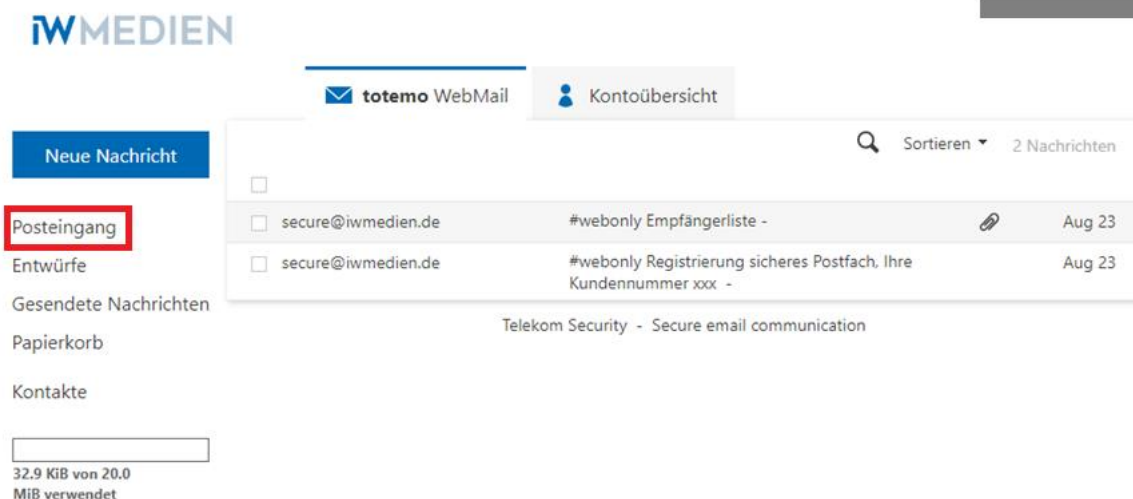 iWMEDIEN
totemo WebMail Kontoübersicht
Neue Nachricht
Sortieren 2 Nachrichten
Posteingang
secure@iwmedien.de #webonly Empfängerliste - Aug 23
Entwürfe
secure@iwmedien.de #webonly Registrierung sicheres Postfach, Ihre Aug 23
Kundennummer xxx -
Gesendete Nachrichten
Telekom Security - Secure email communication
Papierkorb
Kontakte
32.9 KiB von 20.0
MiB verwendet